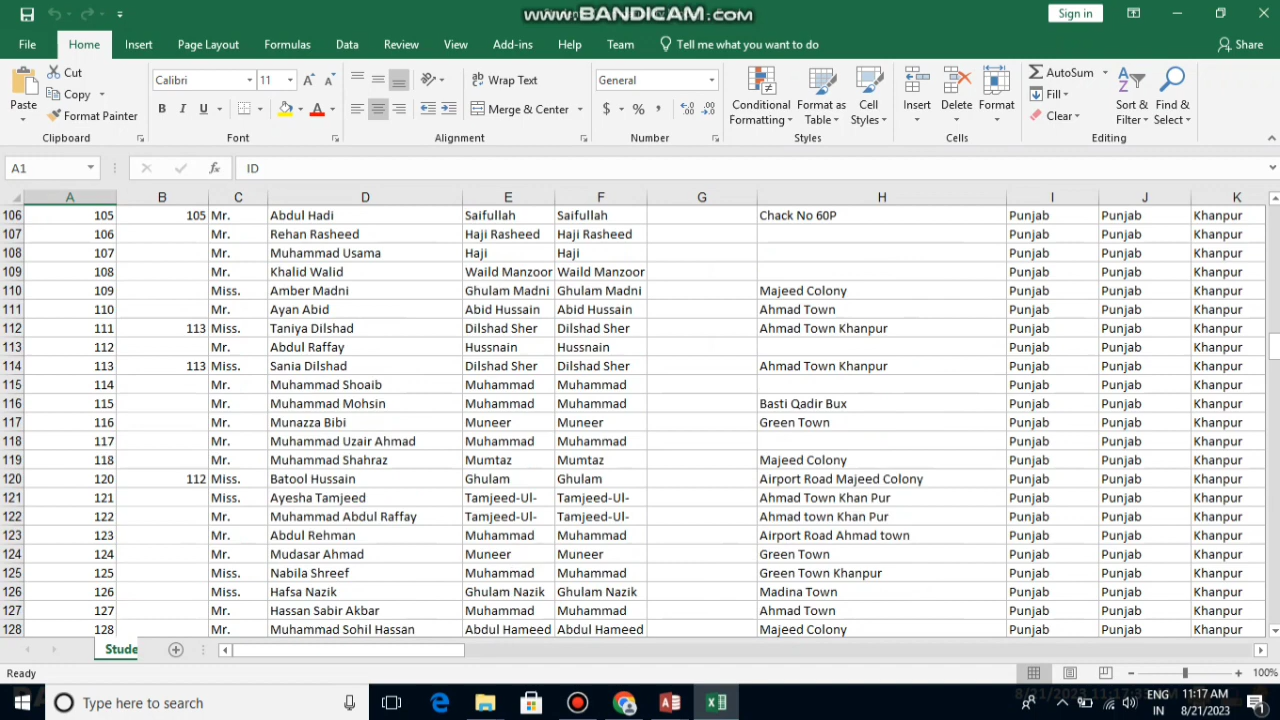 www.BANDICAM.com
Sign in
File Home Insert Page Layout Formulas Data Review View Add-ins Help Team Tell me what you want to do Share
Paste Cut Copy Format Painter Clipboard
Calibri 11 B I U A Font
Wrap Text Merge & Center Alignment
General $ % , Number
Conditional Formatting Format as Table Cell Styles Styles
Insert Delete Format Cells
AutoSum Fill Clear Sort & Filter Find & Select Editing
A1 fx ID
A B C D E F G H I J K
106 105 105 Mr. Abdul Hadi Saifullah Saifullah Chack No 60P Punjab Punjab Khanpur
107 106 Mr. Rehan Rasheed Haji Rasheed Haji Rasheed Punjab Punjab Khanpur
108 107 Mr. Muhammad Usama Haji Haji Punjab Punjab Khanpur
109 108 Mr. Khalid Walid Waild Manzoor Waild Manzoor Punjab Punjab Khanpur
110 109 Miss. Amber Madni Ghulam Madni Ghulam Madni Majeed Colony Punjab Punjab Khanpur
111 110 Mr. Ayan Abid Abid Hussain Abid Hussain Ahmad Town Punjab Punjab Khanpur
112 111 113 Miss. Taniya Dilshad Dilshad Sher Dilshad Sher Ahmad Town Khanpur Punjab Punjab Khanpur
113 112 Mr. Abdul Raffay Hussnain Hussnain Punjab Punjab Khanpur
114 113 113 Miss. Sania Dilshad Dilshad Sher Dilshad Sher Ahmad Town Khanpur Punjab Punjab Khanpur
115 114 Mr. Muhammad Shoaib Muhammad Muhammad Punjab Punjab Khanpur
116 115 Mr. Muhammad Mohsin Muhammad Muhammad Basti Qadir Bux Punjab Punjab Khanpur
117 116 Mr. Munazza Bibi Muneer Muneer Green Town Punjab Punjab Khanpur
118 117 Mr. Muhammad Uzair Ahmad Muhammad Muhammad Punjab Punjab Khanpur
119 118 Mr. Muhammad Shahraz Mumtaz Mumtaz Majeed Colony Punjab Punjab Khanpur
120 120 112 Miss. Batool Hussain Ghulam Ghulam Airport Road Majeed Colony Punjab Punjab Khanpur
121 121 Miss. Ayesha Tamjeed Tamjeed-Ul- Tamjeed-Ul- Ahmad Town Khan Pur Punjab Punjab Khanpur
122 122 Mr. Muhammad Abdul Raffay Tamjeed-Ul- Tamjeed-Ul- Ahmad town Khan Pur Punjab Punjab Khanpur
123 123 Mr. Abdul Rehman Muhammad Muhammad Airport Road Ahmad town Punjab Punjab Khanpur
124 124 Mr. Mudasar Ahmad Muneer Muneer Green Town Punjab Punjab Khanpur
125 125 Miss. Nabila Shreef Muhammad Muhammad Green Town Khanpur Punjab Punjab Khanpur
126 126 Miss. Hafsa Nazik Ghulam Nazik Ghulam Nazik Madina Town Punjab Punjab Khanpur
127 127 Mr. Hassan Sabir Akbar Muhammad Muhammad Ahmad Town Punjab Punjab Khanpur
128 128 Mr. Muhammad Sohil Hassan Abdul Hameed Abdul Hameed Majeed Colony Punjab Punjab Khanpur
Stude
Ready 100%
Type here to search
ENG IN 11:17 AM 8/21/2023